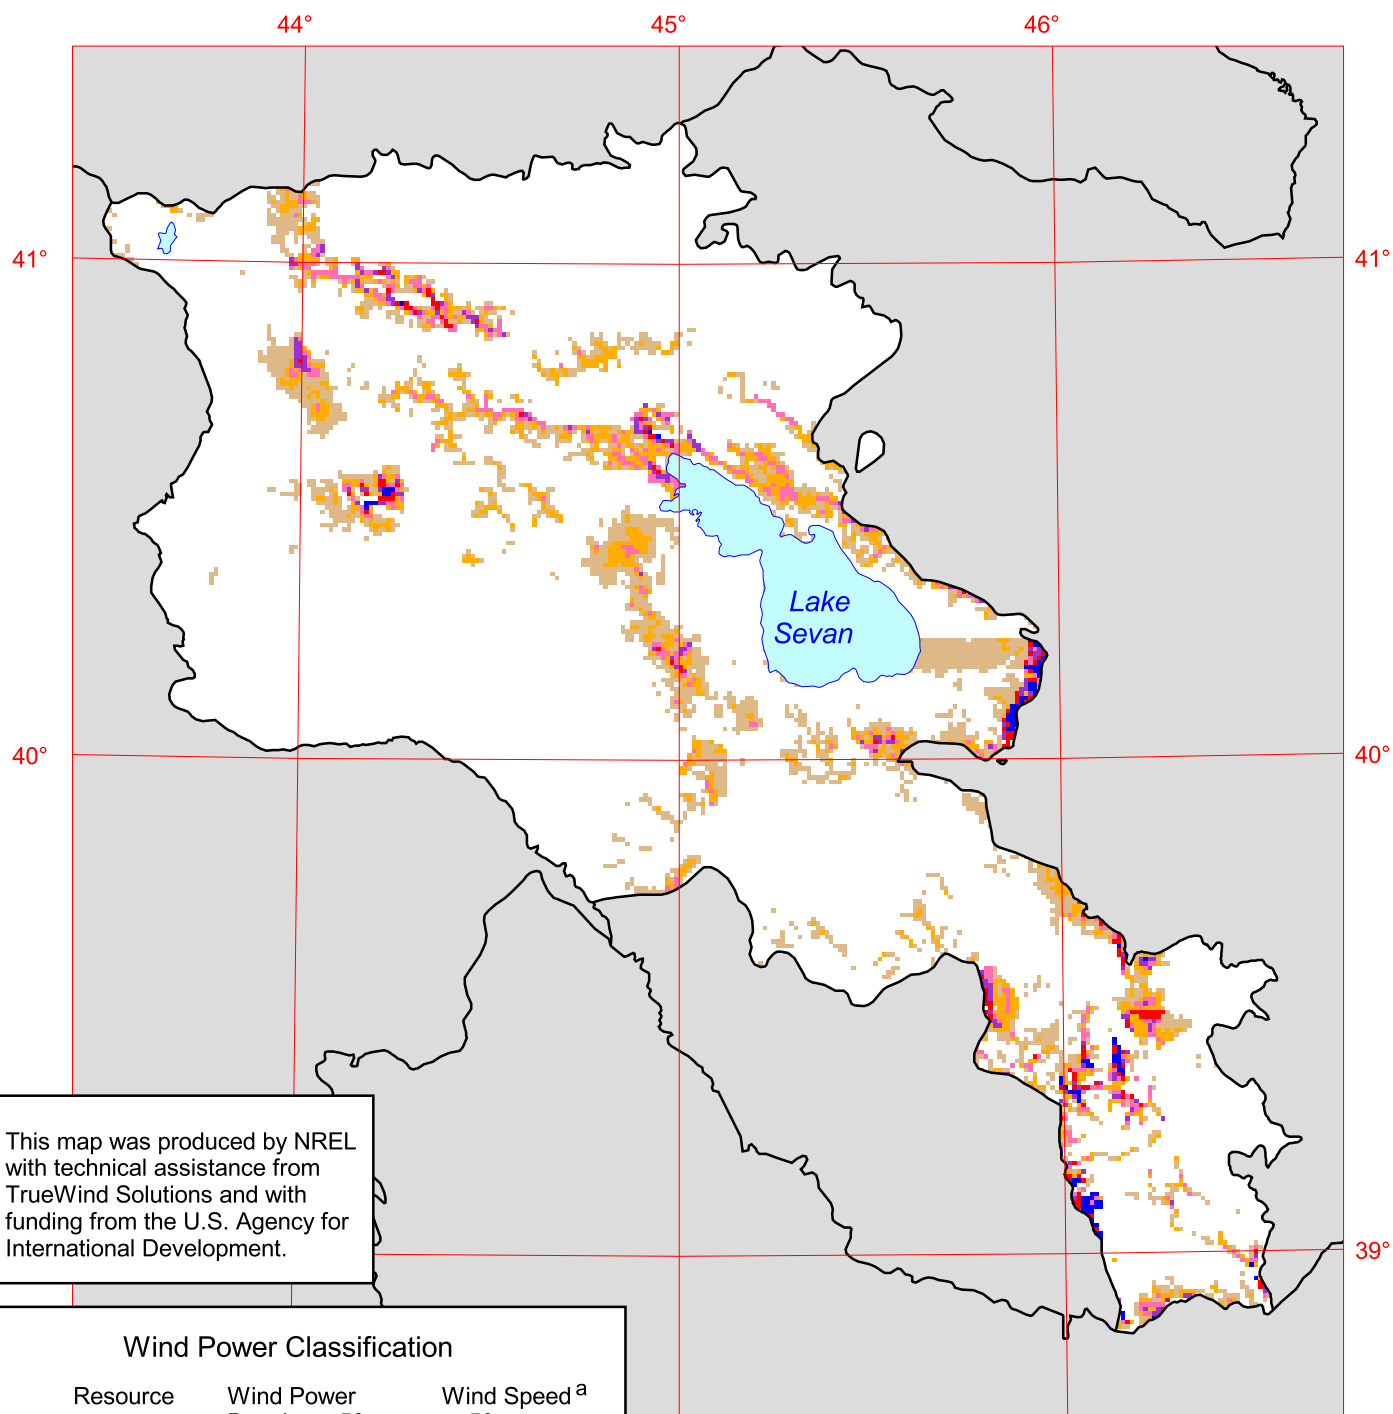 44° 45° 46°
41° 41°
Lake
Sevan
40° 40°
This map was produced by NREL
with technical assistance from
TrueWind Solutions and with
funding from the U.S. Agency for
International Development.
39°
Wind Power Classification
Resource Wind Power Wind Speed a